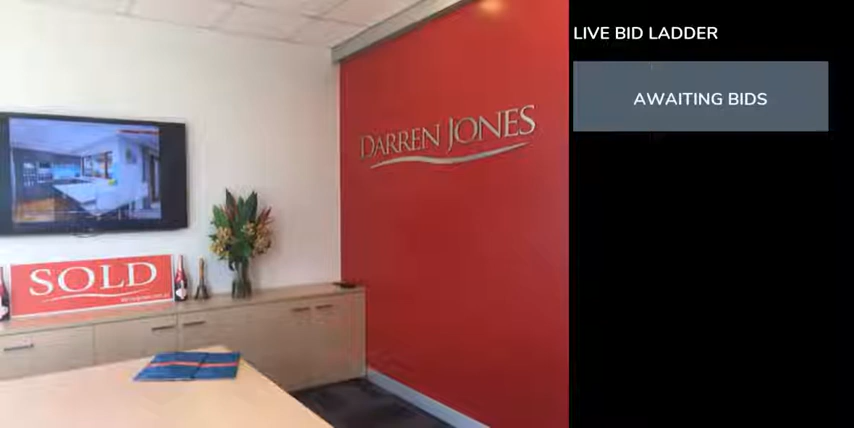 LIVE BID LADDER
AWAITING BIDS
DARREN JONES
SOLD